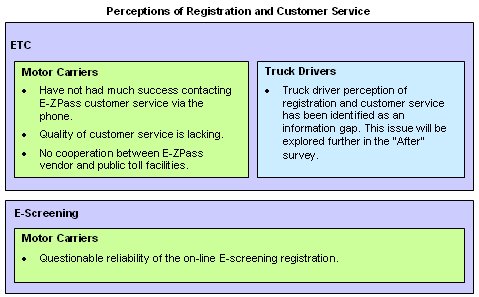 Perceptions of Registration and Customer Service
ETC
Motor Carriers
• Have not had much success contacting
E-ZPass customer service via the
phone.
• Quality of customer service is lacking.
• No cooperation between E-ZPass
vendor and public toll facilities.
Truck Drivers
• Truck driver perception of
registration and customer service
has been identified as an
information gap. This issue will be
explored further in the "After"
survey.
E-Screening
Motor Carriers
• Questionable reliability of the on-line E-screening registration.